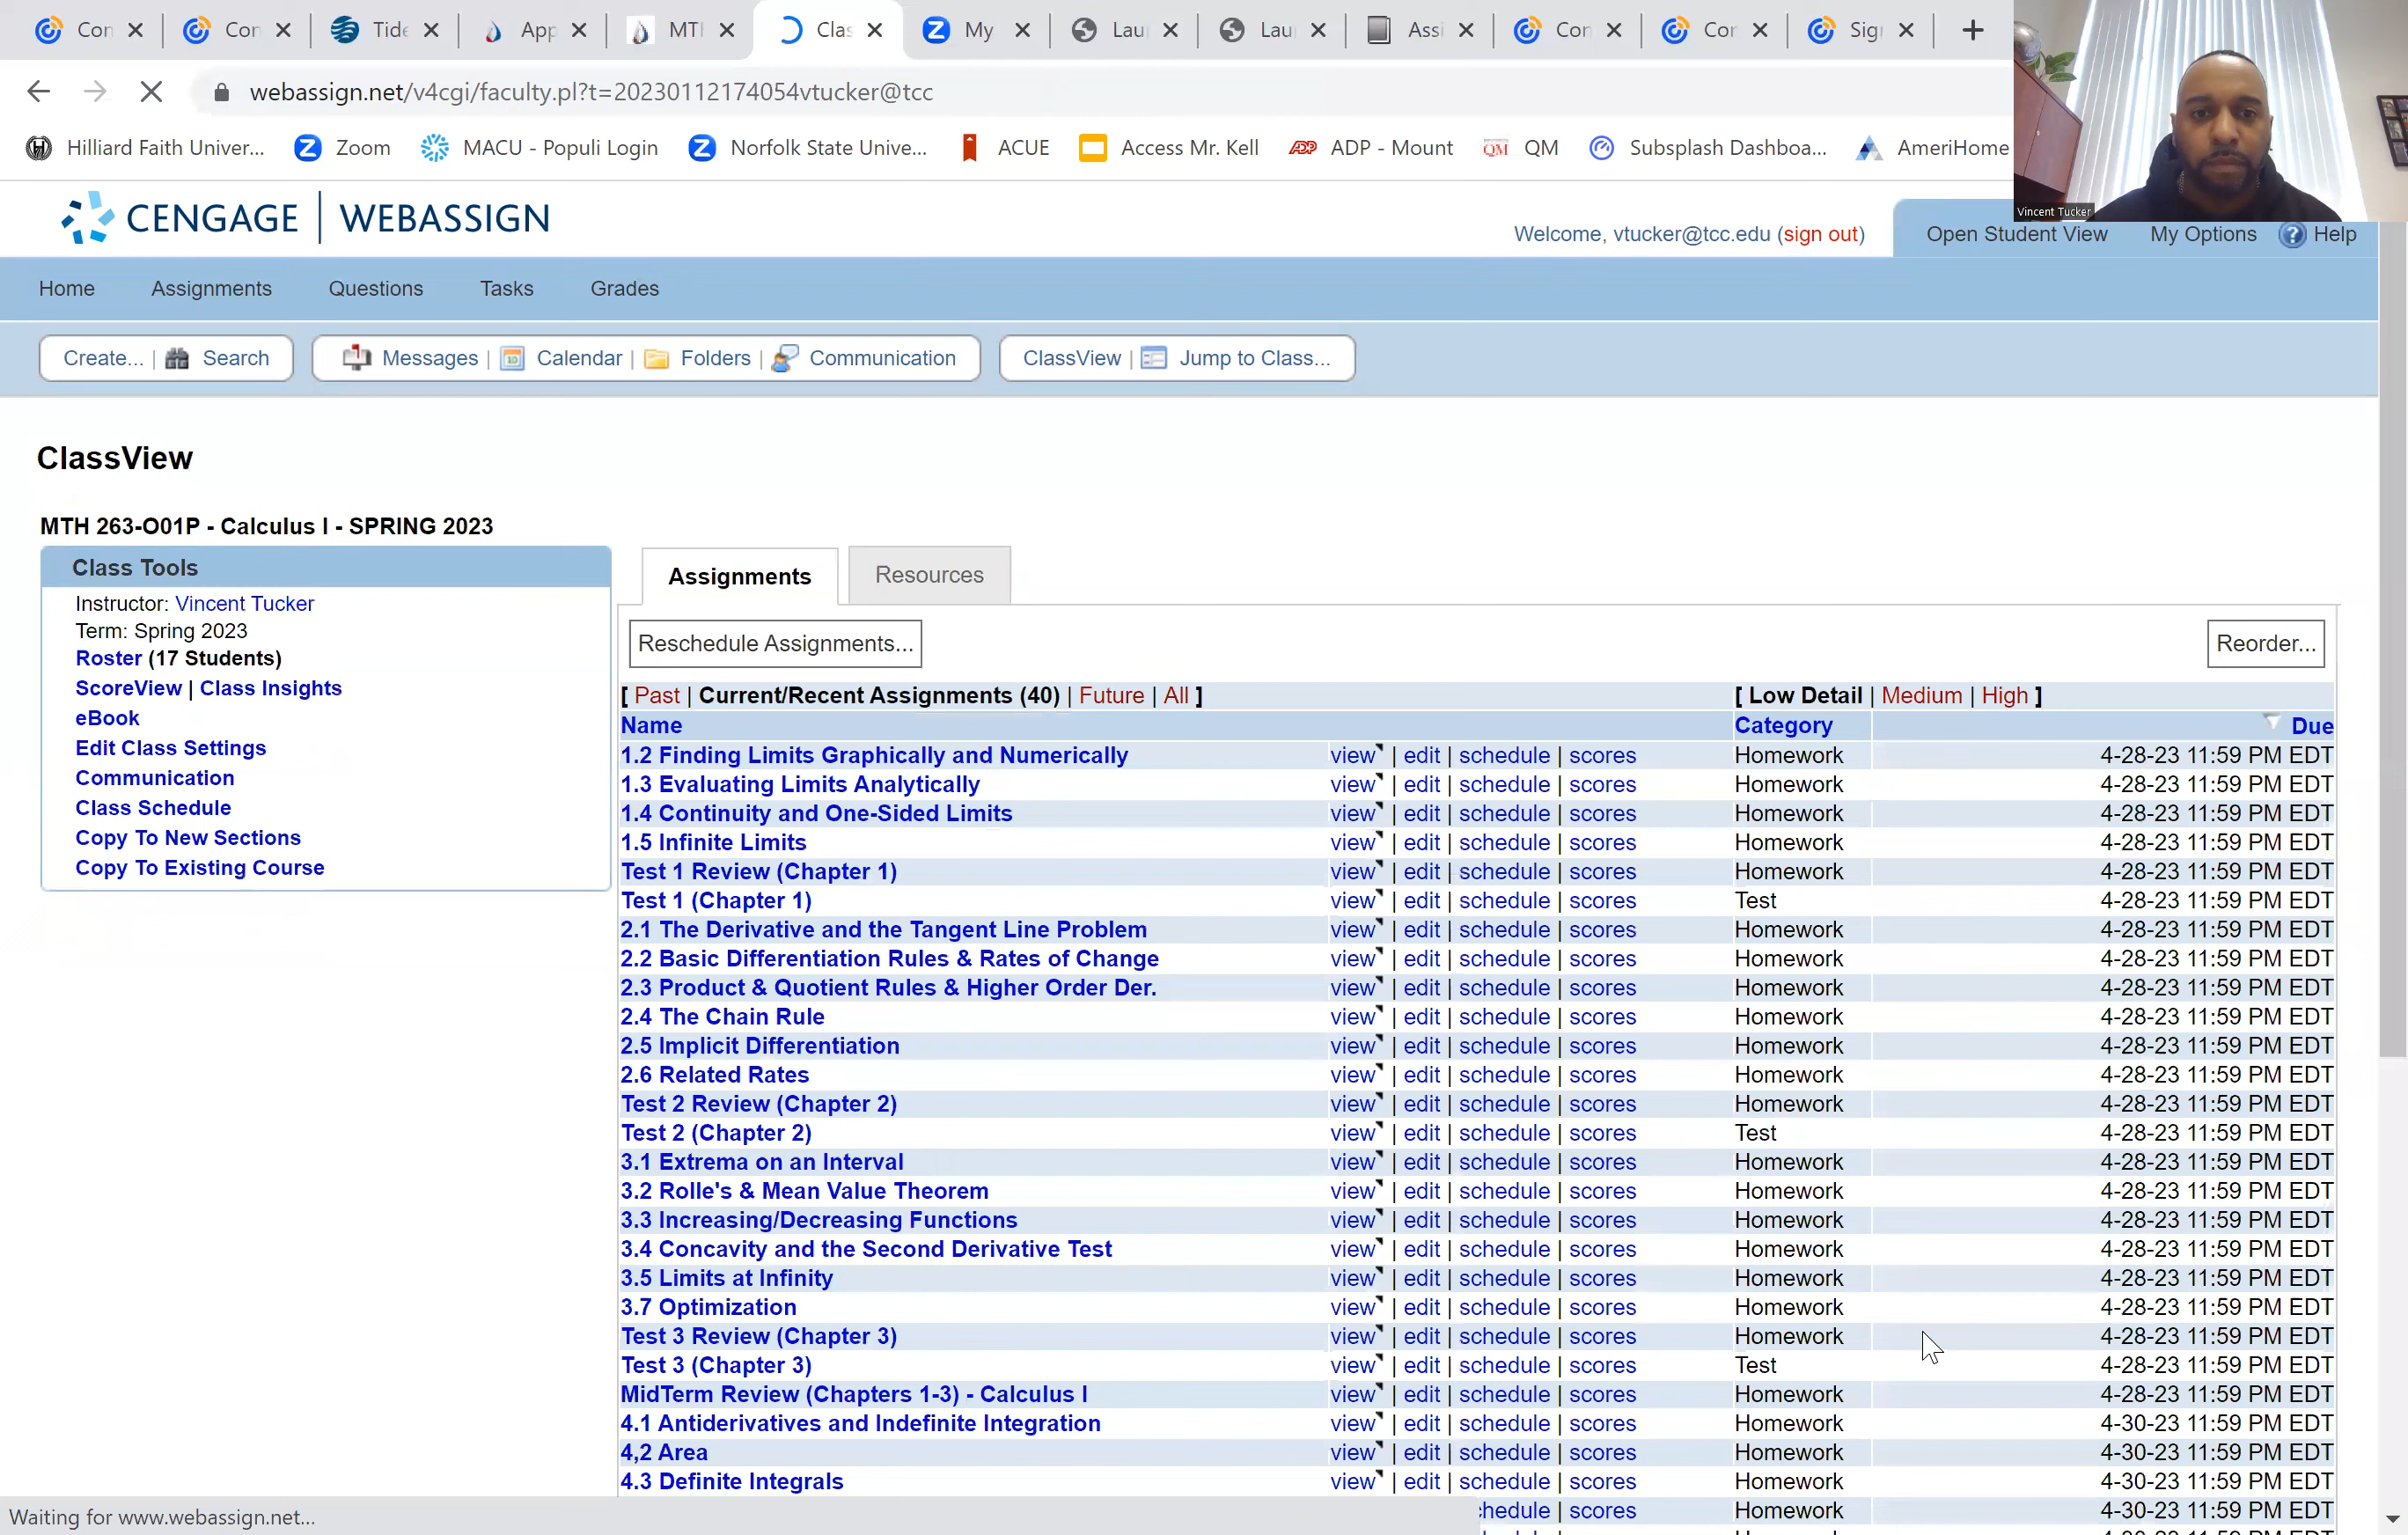 Con Con Tide App MTH Clas My Lau Lau Assi Con Con Sig
webassign.net/v4cgi/faculty.pl?t=20230112174054vtucker@tcc
Hilliard Faith Univer... Zoom MACU - Populi Login Norfolk State Unive... ACUE Access Mr. Kell ADP - Mount QM Subsplash Dashboa... AmeriHome
Vincent Tucker
CENGAGE | WEBASSIGN
Welcome, vtucker@tcc.edu (sign out) Open Student View My Options ? Help
Home Assignments Questions Tasks Grades
Create... | Search Messages | Calendar | Folders | Communication ClassView | Jump to Class...
ClassView
MTH 263-O01P - Calculus I - SPRING 2023
Class Tools
Instructor: Vincent Tucker
Term: Spring 2023
Roster (17 Students)
ScoreView | Class Insights
eBook
Edit Class Settings
Communication
Class Schedule
Copy To New Sections
Copy To Existing Course
Assignments Resources
Reschedule Assignments... Reorder...
[ Past | Current/Recent Assignments (40) | Future | All ] [ Low Detail | Medium | High ]
Name Category Due
1.2 Finding Limits Graphically and Numerically view | edit | schedule | scores Homework 4-28-23 11:59 PM EDT
1.3 Evaluating Limits Analytically view | edit | schedule | scores Homework 4-28-23 11:59 PM EDT
1.4 Continuity and One-Sided Limits view | edit | schedule | scores Homework 4-28-23 11:59 PM EDT
1.5 Infinite Limits view | edit | schedule | scores Homework 4-28-23 11:59 PM EDT
Test 1 Review (Chapter 1) view | edit | schedule | scores Homework 4-28-23 11:59 PM EDT
Test 1 (Chapter 1) view | edit | schedule | scores Test 4-28-23 11:59 PM EDT
2.1 The Derivative and the Tangent Line Problem view | edit | schedule | scores Homework 4-28-23 11:59 PM EDT
2.2 Basic Differentiation Rules & Rates of Change view | edit | schedule | scores Homework 4-28-23 11:59 PM EDT
2.3 Product & Quotient Rules & Higher Order Der. view | edit | schedule | scores Homework 4-28-23 11:59 PM EDT
2.4 The Chain Rule view | edit | schedule | scores Homework 4-28-23 11:59 PM EDT
2.5 Implicit Differentiation view | edit | schedule | scores Homework 4-28-23 11:59 PM EDT
2.6 Related Rates view | edit | schedule | scores Homework 4-28-23 11:59 PM EDT
Test 2 Review (Chapter 2) view | edit | schedule | scores Homework 4-28-23 11:59 PM EDT
Test 2 (Chapter 2) view | edit | schedule | scores Test 4-28-23 11:59 PM EDT
3.1 Extrema on an Interval view | edit | schedule | scores Homework 4-28-23 11:59 PM EDT
3.2 Rolle's & Mean Value Theorem view | edit | schedule | scores Homework 4-28-23 11:59 PM EDT
3.3 Increasing/Decreasing Functions view | edit | schedule | scores Homework 4-28-23 11:59 PM EDT
3.4 Concavity and the Second Derivative Test view | edit | schedule | scores Homework 4-28-23 11:59 PM EDT
3.5 Limits at Infinity view | edit | schedule | scores Homework 4-28-23 11:59 PM EDT
3.7 Optimization view | edit | schedule | scores Homework 4-28-23 11:59 PM EDT
Test 3 Review (Chapter 3) view | edit | schedule | scores Homework 4-28-23 11:59 PM EDT
Test 3 (Chapter 3) view | edit | schedule | scores Test 4-28-23 11:59 PM EDT
MidTerm Review (Chapters 1-3) - Calculus I view | edit | schedule | scores Homework 4-28-23 11:59 PM EDT
4.1 Antiderivatives and Indefinite Integration view | edit | schedule | scores Homework 4-30-23 11:59 PM EDT
4,2 Area view | edit | schedule | scores Homework 4-30-23 11:59 PM EDT
4.3 Definite Integrals view | edit | schedule | scores Homework 4-30-23 11:59 PM EDT
chedule | scores Homework 4-30-23 11:59 PM EDT
Waiting for www.webassign.net...